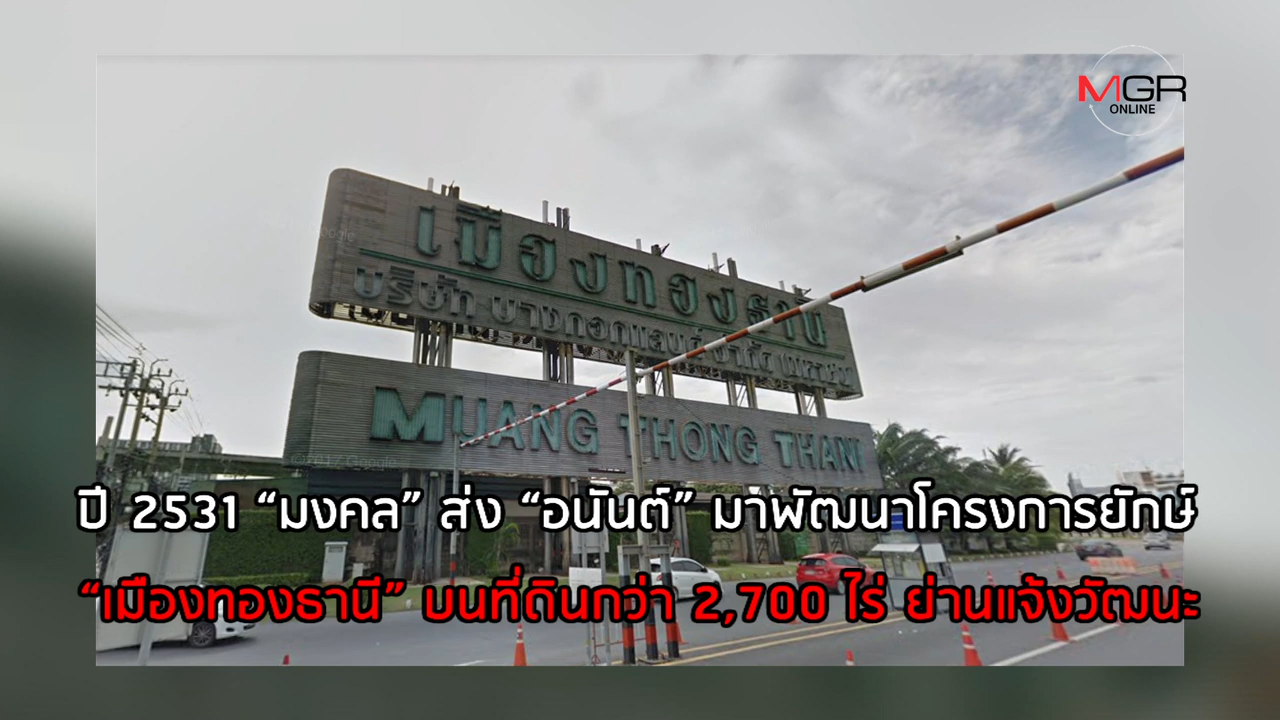 MGR
ONLINE
เมืองทองธานี
บริษัท บางกอกแลนด์ จำกัด (มหาชน)
MUANG THONG THANI
ปี 2531 “มงคล” ส่ง “อนันต์” มาพัฒนาโครงการยักษ์
“เมืองทองธานี” บนที่ดินกว่า 2,700 ไร่ ย่านแจ้งวัฒนะ